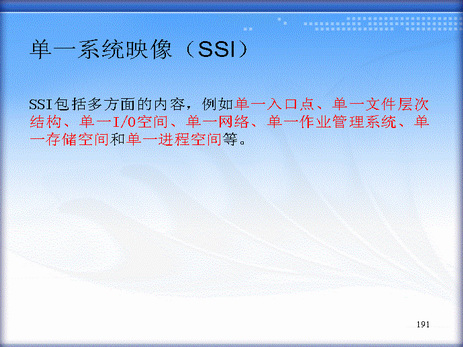 单一系统映像（SSI）
SSI包括多方面的内容，例如单一入口点、单一文件层次
结构、单一I/O空间、单一网络、单一作业管理系统、单
一存储空间和单一进程空间等。
191